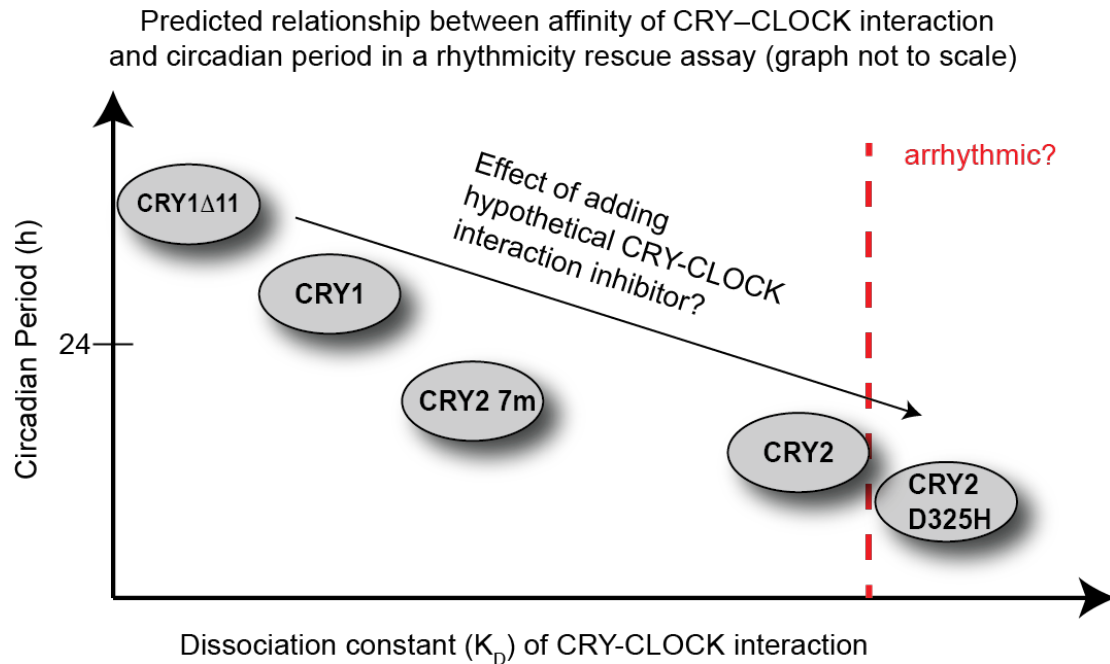 Predicted relationship between affinity of CRY–CLOCK interaction
and circadian period in a rhythmicity rescue assay (graph not to scale)
arrhythmic?
Effect of adding
hypothetical CRY-CLOCK
interaction inhibitor?
CRY1Δ11
CRY1
CRY2 7m
CRY2
CRY2
D325H
24
Circadian Period (h)
Dissociation constant (K_D) of CRY-CLOCK interaction